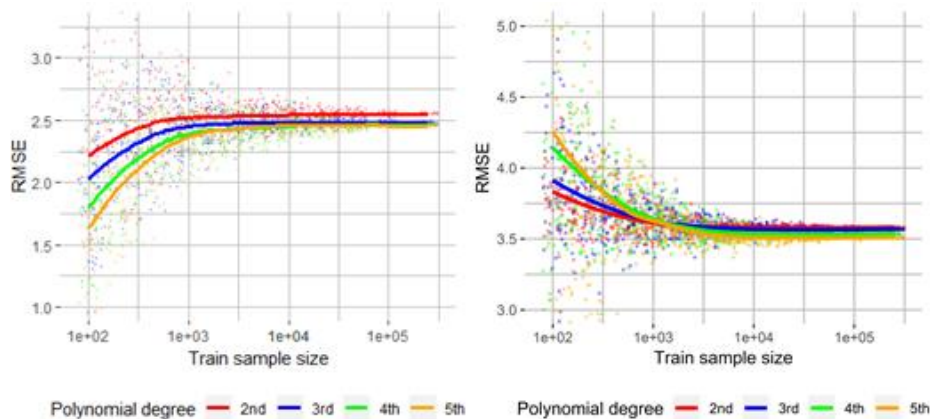 3.0
2.5
2.0
1.5
1.0
RMSE
1e+02 1e+03 1e+04 1e+05
Train sample size
Polynomial degree 2nd 3rd 4th 5th
5.0
4.5
4.0
3.5
3.0
RMSE
1e+02 1e+03 1e+04 1e+05
Train sample size
Polynomial degree 2nd 3rd 4th 5th